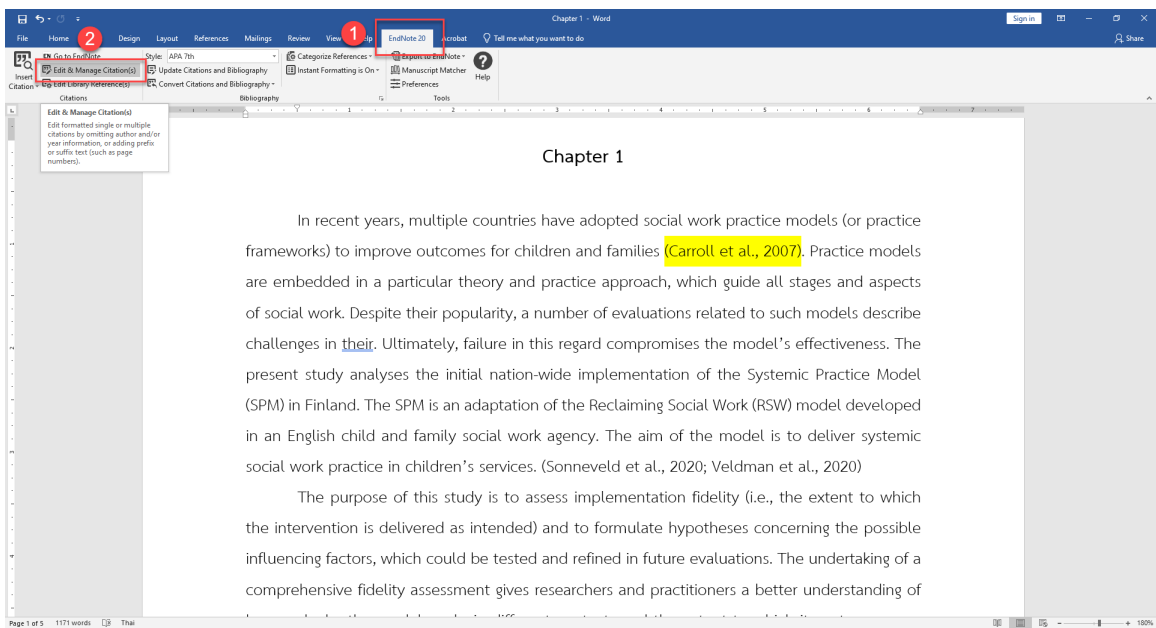 Chapter 1 - Word
Sign in
File Home Design Layout References Mailings Review View EndNote 20 Acrobat Tell me what you want to do
Share
1
2
Insert Citation
Go to EndNote
Edit & Manage Citation(s)
Edit Library Reference(s)
Citations
Style: APA 7th
Update Citations and Bibliography
Convert Citations and Bibliography
Bibliography
Categorize References
Instant Formatting is On
Export to EndNote
Manuscript Matcher
Preferences
Tools
Help
Edit & Manage Citation(s)
Edit formatted single or multiple
citations by omitting author and/or
year information, or adding prefix
or suffix text (such as page
numbers).
1 2 3 4 5 6 7
Chapter 1
In recent years, multiple countries have adopted social work practice models (or practice
frameworks) to improve outcomes for children and families (Carroll et al., 2007). Practice models
are embedded in a particular theory and practice approach, which guide all stages and aspects
of social work. Despite their popularity, a number of evaluations related to such models describe
challenges in their. Ultimately, failure in this regard compromises the model's effectiveness. The
present study analyses the initial nation-wide implementation of the Systemic Practice Model
(SPM) in Finland. The SPM is an adaptation of the Reclaiming Social Work (RSW) model developed
in an English child and family social work agency. The aim of the model is to deliver systemic
social work practice in children's services. (Sonneveld et al., 2020; Veldman et al., 2020)
The purpose of this study is to assess implementation fidelity (i.e., the extent to which
the intervention is delivered as intended) and to formulate hypotheses concerning the possible
influencing factors, which could be tested and refined in future evaluations. The undertaking of a
comprehensive fidelity assessment gives researchers and practitioners a better understanding of
Page 1 of 5 1171 words Thai
180%